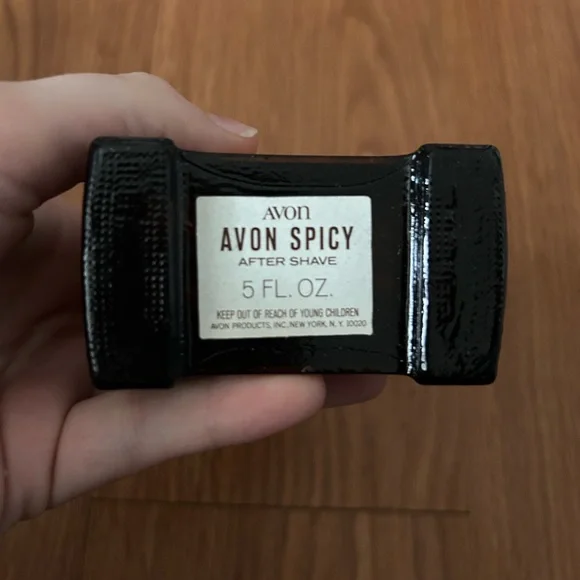 AVON
AVON SPICY
AFTER SHAVE
5 FL. OZ.
KEEP OUT OF REACH OF YOUNG CHILDREN
AVON PRODUCTS, INC., NEW YORK, N. Y. 10020